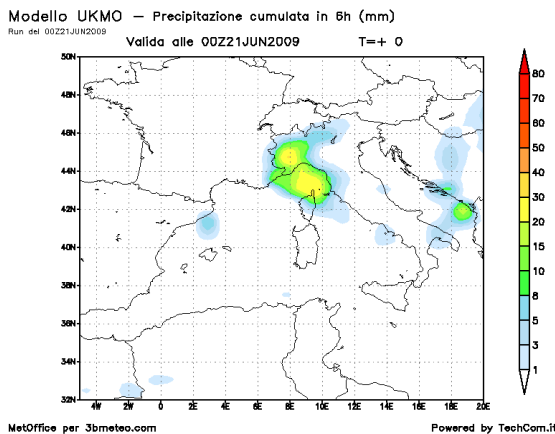 Modello UKMO – Precipitazione cumulata in 6h (mm)
Run del 00Z21JUN2009
Valida alle 00Z21JUN2009 T=+ 0
50N
48N
46N
44N
42N
40N
38N
36N
34N
32N
4W 2W 0 2E 4E 6E 8E 10E 12E 14E 16E 18E 20E
80
70
60
50
40
30
20
15
10
8
5
3
1
MetOffice per 3bmeteo.com Powered by TechCom.it